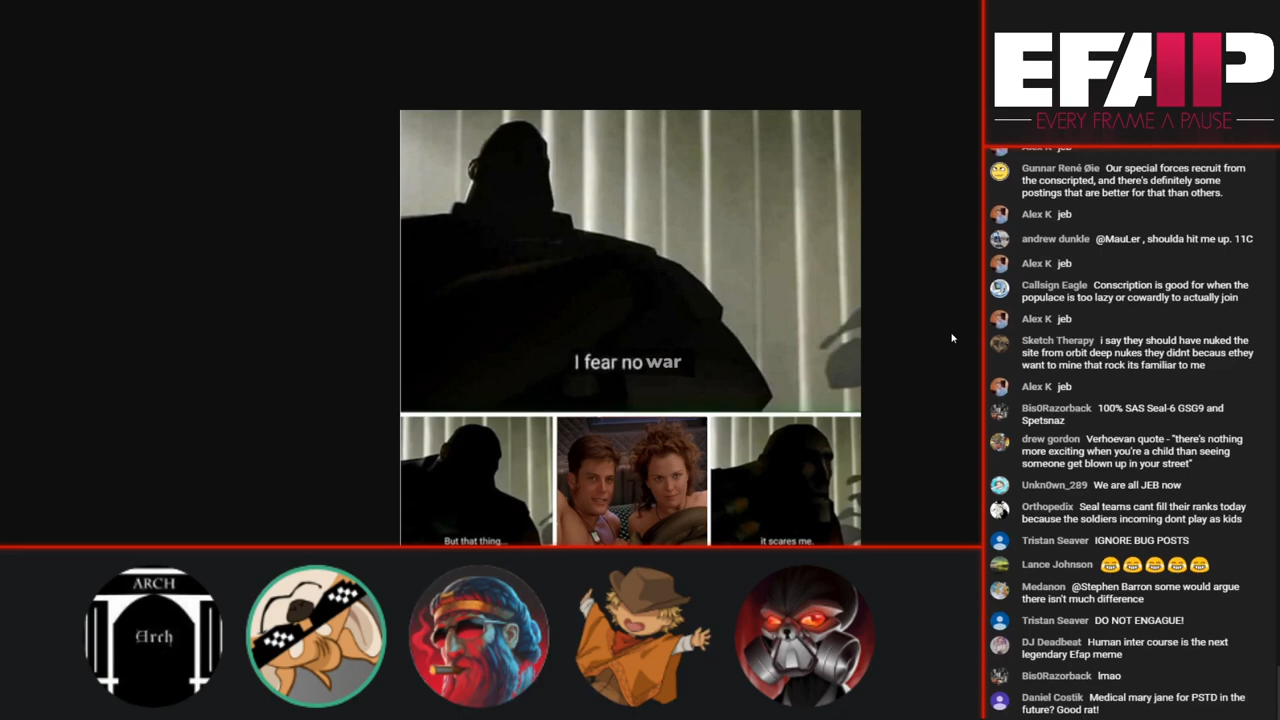 EFAP
EVERY FRAME A PAUSE
I fear no war
But that thing...
it scares me.
ARCH
Arch
Alex K jeb
Gunnar René Øie Our special forces recruit from
the conscripted, and there's definitely some
postings that are better for that than others.
Alex K jeb
andrew dunkle @MauLer , shoulda hit me up. 11C
Alex K jeb
Callsign Eagle Conscription is good for when the
populace is too lazy or cowardly to actually join
Alex K jeb
Sketch Therapy i say they should have nuked the
site from orbit deep nukes they didnt becaus ethey
want to mine that rock its familiar to me
Alex K jeb
Bis0Razorback 100% SAS Seal-6 GSG9 and
Spetsnaz
drew gordon Verhoevan quote - "there's nothing
more exciting when you're a child than seeing
someone get blown up in your street"
Unkn0wn_289 We are all JEB now
Orthopedix Seal teams cant fill their ranks today
because the soldiers incoming dont play as kids
Tristan Seaver IGNORE BUG POSTS
Lance Johnson 😂😂😂😂😂
Medanon @Stephen Barron some would argue
there isn't much difference
Tristan Seaver DO NOT ENGAGUE!
DJ Deadbeat Human inter course is the next
legendary Efap meme
Bis0Razorback lmao
Daniel Costik Medical mary jane for PSTD in the
future? Good rat!